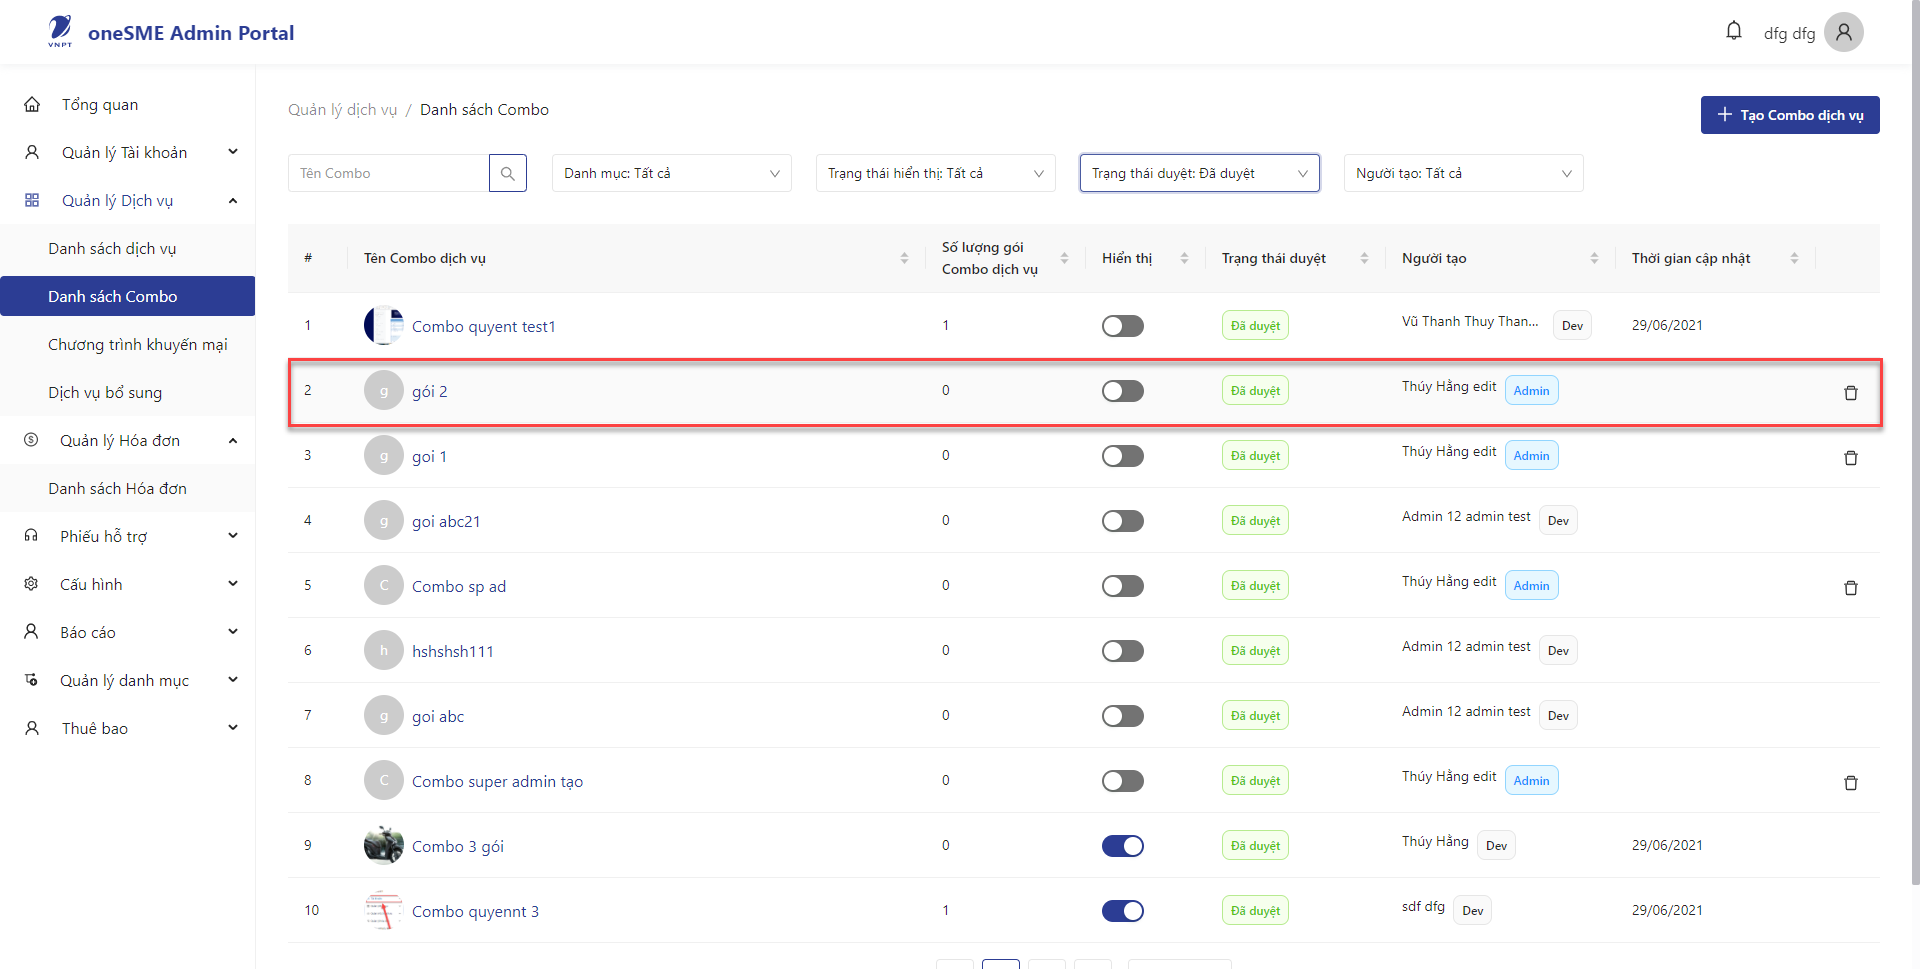 VNPT
oneSME Admin Portal
dfg dfg
Tổng quan
Quản lý Tài khoản
Quản lý Dịch vụ
Danh sách dịch vụ
Danh sách Combo
Chương trình khuyến mại
Dịch vụ bổ sung
Quản lý Hóa đơn
Danh sách Hóa đơn
Phiếu hỗ trợ
Cấu hình
Báo cáo
Quản lý danh mục
Thuê bao
Quản lý dịch vụ / Danh sách Combo
Tạo Combo dịch vụ
Tên Combo
Danh mục: Tất cả
Trạng thái hiển thị: Tất cả
Trạng thái duyệt: Đã duyệt
Người tạo: Tất cả
# Tên Combo dịch vụ Số lượng gói Combo dịch vụ Hiển thị Trạng thái duyệt Người tạo Thời gian cập nhật
1 Combo quyent test1 1 Đã duyệt Vũ Thanh Thuy Than... Dev 29/06/2021
2 g gói 2 0 Đã duyệt Thúy Hằng edit Admin
3 g goi 1 0 Đã duyệt Thúy Hằng edit Admin
4 g goi abc21 0 Đã duyệt Admin 12 admin test Dev
5 C Combo sp ad 0 Đã duyệt Thúy Hằng edit Admin
6 h hshshsh111 0 Đã duyệt Admin 12 admin test Dev
7 g goi abc 0 Đã duyệt Admin 12 admin test Dev
8 C Combo super admin tạo 0 Đã duyệt Thúy Hằng edit Admin
9 Combo 3 gói 0 Đã duyệt Thúy Hằng Dev 29/06/2021
10 Combo quyennt 3 1 Đã duyệt sdf dfg Dev 29/06/2021